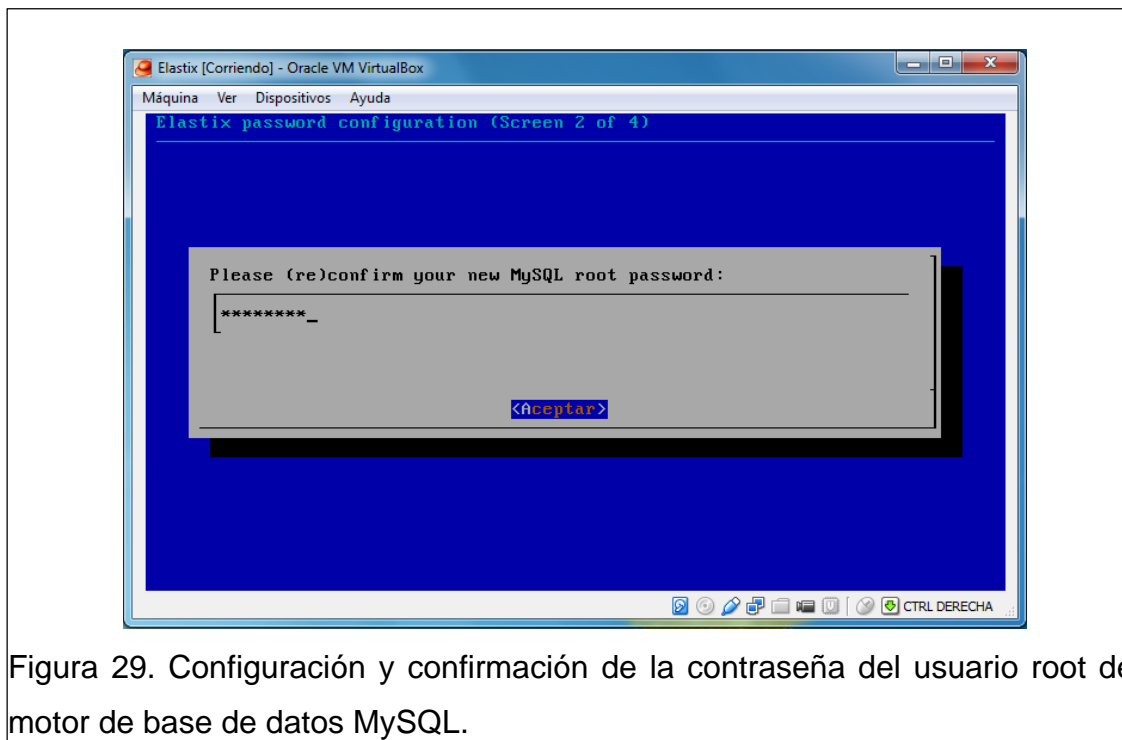 Elastix [Corriendo] - Oracle VM VirtualBox
Máquina Ver Dispositivos Ayuda
Elastix password configuration (Screen 2 of 4)
Please (re)confirm your new MySQL root password:
********_
<Aceptar>
CTRL DERECHA
Figura 29. Configuración y confirmación de la contraseña del usuario root de
motor de base de datos MySQL.